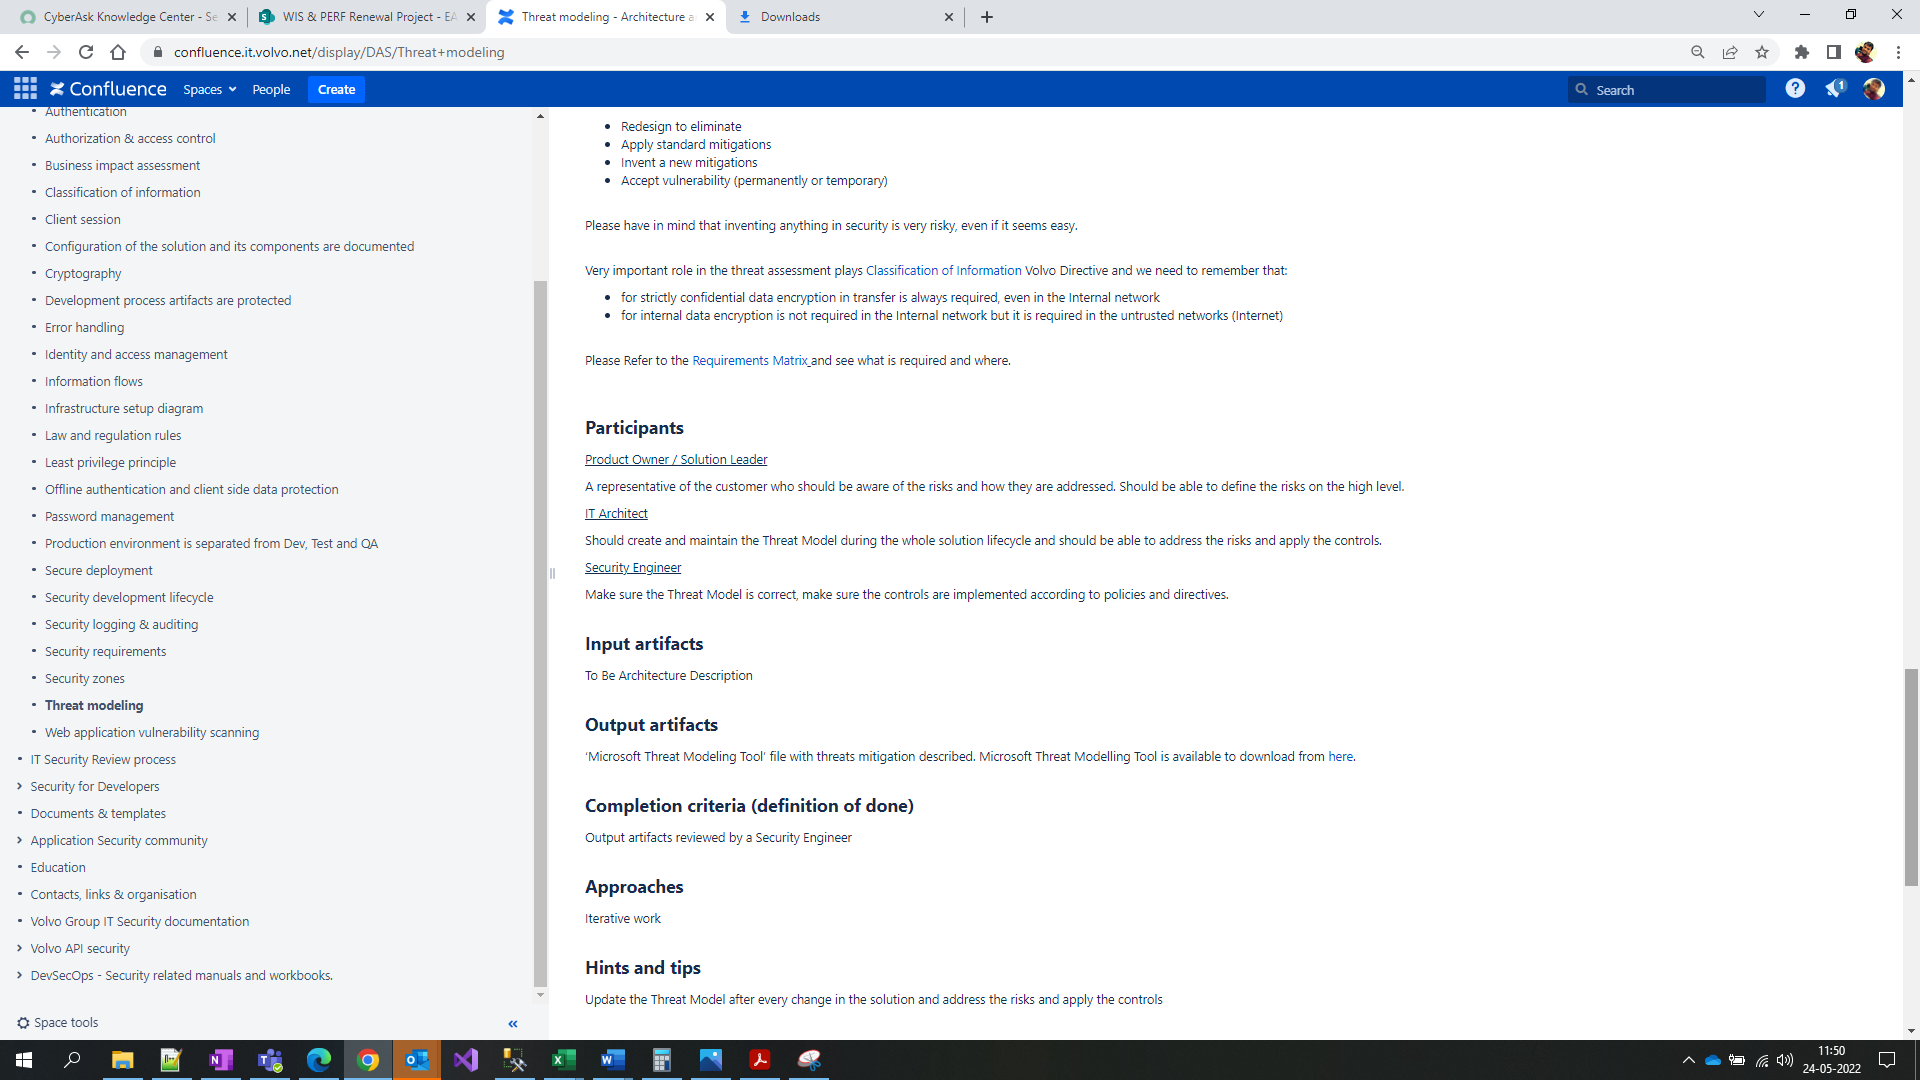 CyberAsk Knowledge Center - Se
WIS & PERF Renewal Project - EA
Threat modeling - Architecture a
Downloads
confluence.it.volvo.net/display/DAS/Threat+modeling
Confluence
Spaces
People
Create
Search
1
Authentication
Authorization & access control
Business impact assessment
Classification of information
Client session
Configuration of the solution and its components are documented
Cryptography
Development process artifacts are protected
Error handling
Identity and access management
Information flows
Infrastructure setup diagram
Law and regulation rules
Least privilege principle
Offline authentication and client side data protection
Password management
Production environment is separated from Dev, Test and QA
Secure deployment
Security development lifecycle
Security logging & auditing
Security requirements
Security zones
Threat modeling
Web application vulnerability scanning
IT Security Review process
Security for Developers
Documents & templates
Application Security community
Education
Contacts, links & organisation
Volvo Group IT Security documentation
Volvo API security
DevSecOps - Security related manuals and workbooks.
Space tools
Redesign to eliminate
Apply standard mitigations
Invent a new mitigations
Accept vulnerability (permanently or temporary)
Please have in mind that inventing anything in security is very risky, even if it seems easy.
Very important role in the threat assessment plays Classification of Information Volvo Directive and we need to remember that:
for strictly confidential data encryption in transfer is always required, even in the Internal network
for internal data encryption is not required in the Internal network but it is required in the untrusted networks (Internet)
Please Refer to the Requirements Matrix and see what is required and where.
Participants
Product Owner / Solution Leader
A representative of the customer who should be aware of the risks and how they are addressed. Should be able to define the risks on the high level.
IT Architect
Should create and maintain the Threat Model during the whole solution lifecycle and should be able to address the risks and apply the controls.
Security Engineer
Make sure the Threat Model is correct, make sure the controls are implemented according to policies and directives.
Input artifacts
To Be Architecture Description
Output artifacts
'Microsoft Threat Modeling Tool' file with threats mitigation described. Microsoft Threat Modelling Tool is available to download from here.
Completion criteria (definition of done)
Output artifacts reviewed by a Security Engineer
Approaches
Iterative work
Hints and tips
Update the Threat Model after every change in the solution and address the risks and apply the controls
11:50
24-05-2022